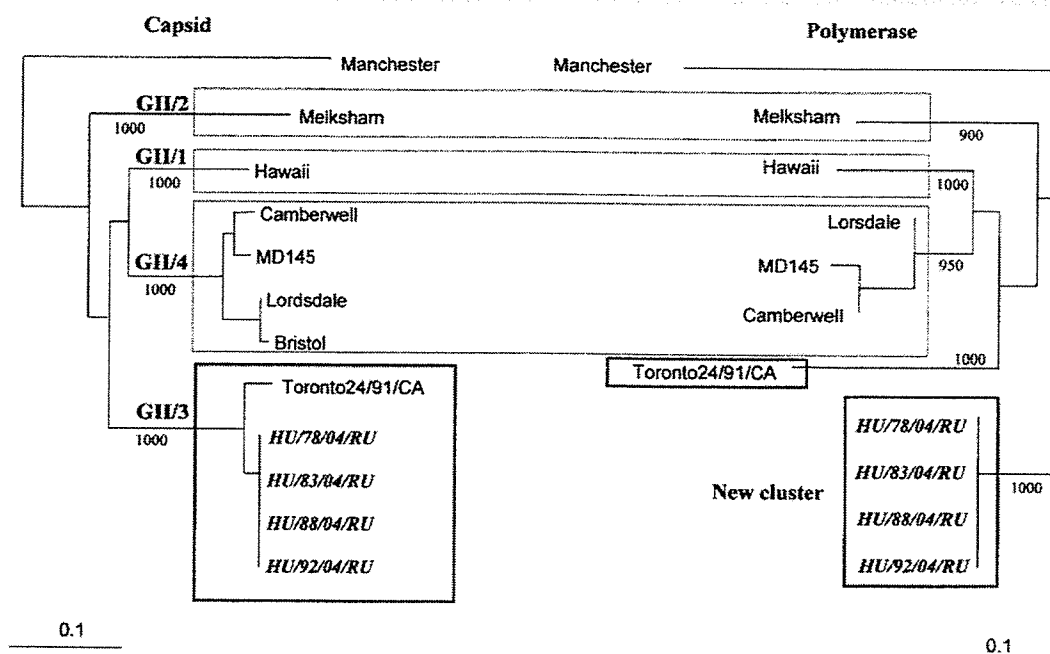 Capsid
Polymerase
Manchester
Manchester
GII/2
1000
Melksham
Melksham
900
GII/1
1000
Hawaii
Hawaii
1000
Camberwell
Lorsdale
MD145
MD145
950
GII/4
1000
Lordsdale
Camberwell
Bristol
1000
Toronto24/91/CA
Toronto24/91/CA
GII/3
1000
HU/78/04/RU
HU/78/04/RU
HU/83/04/RU
HU/83/04/RU
New cluster
1000
HU/88/04/RU
HU/88/04/RU
HU/92/04/RU
HU/92/04/RU
0.1
0.1